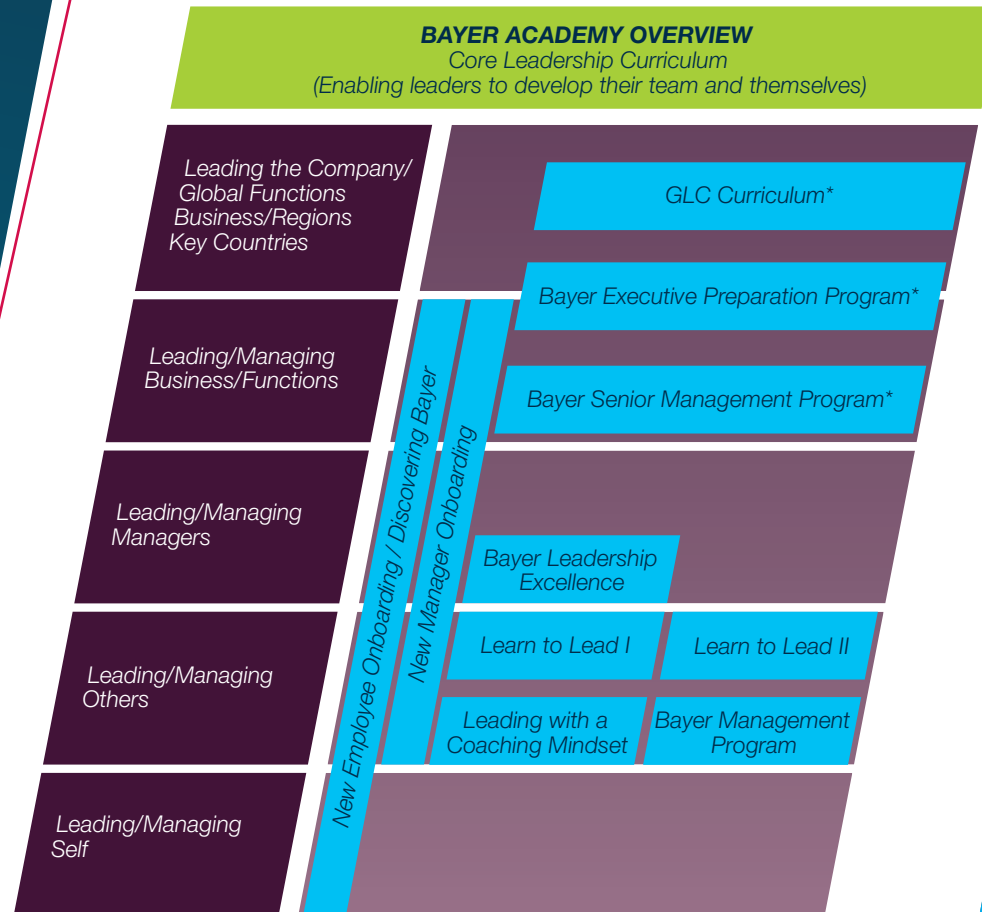 BAYER ACADEMY OVERVIEW
Core Leadership Curriculum
(Enabling leaders to develop their team and themselves)
Leading the Company/
Global Functions
Business/Regions
Key Countries
GLC Curriculum*
Bayer Executive Preparation Program*
Leading/Managing
Business/Functions
Bayer Senior Management Program*
New Employee Onboarding / Discovering Bayer
New Manager Onboarding
Leading/Managing
Managers
Bayer Leadership
Excellence
Leading/Managing
Others
Learn to Lead I
Learn to Lead II
Leading with a
Coaching Mindset
Bayer Management
Program
Leading/Managing
Self